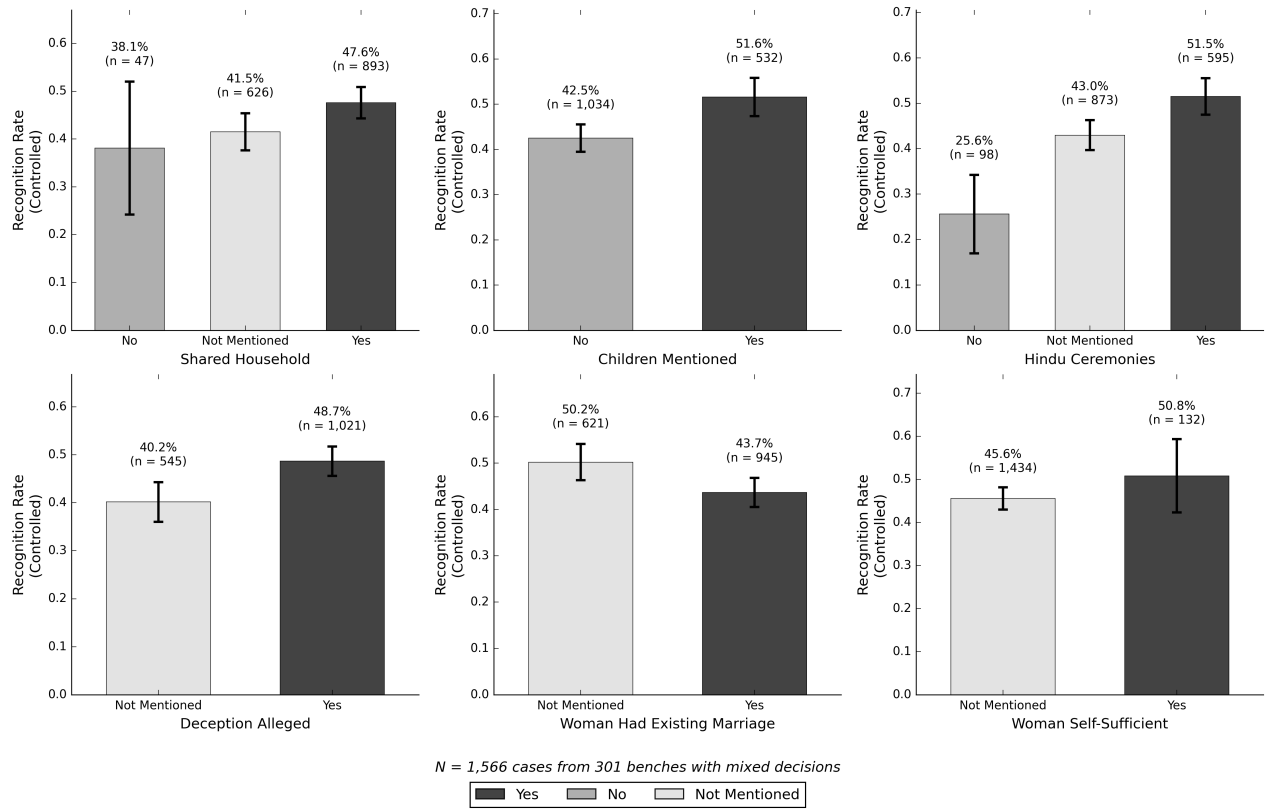 Recognition Rate
(Controlled)
0.6
0.5
0.4
0.3
0.2
0.1
0.0
38.1%
(n = 47)
41.5%
(n = 626)
47.6%
(n = 893)
No
Not Mentioned
Yes
Shared Household
Recognition Rate
(Controlled)
0.7
0.6
0.5
0.4
0.3
0.2
0.1
0.0
42.5%
(n = 1,034)
51.6%
(n = 532)
No
Yes
Children Mentioned
Recognition Rate
(Controlled)
0.7
0.6
0.5
0.4
0.3
0.2
0.1
0.0
25.6%
(n = 98)
43.0%
(n = 873)
51.5%
(n = 595)
No
Not Mentioned
Yes
Hindu Ceremonies
Recognition Rate
(Controlled)
0.6
0.5
0.4
0.3
0.2
0.1
0.0
40.2%
(n = 545)
48.7%
(n = 1,021)
Not Mentioned
Yes
Deception Alleged
Recognition Rate
(Controlled)
0.6
0.5
0.4
0.3
0.2
0.1
0.0
50.2%
(n = 621)
43.7%
(n = 945)
Not Mentioned
Yes
Woman Had Existing Marriage
Recognition Rate
(Controlled)
0.7
0.6
0.5
0.4
0.3
0.2
0.1
0.0
45.6%
(n = 1,434)
50.8%
(n = 132)
Not Mentioned
Yes
Woman Self-Sufficient
N = 1,566 cases from 301 benches with mixed decisions
Yes
No
Not Mentioned